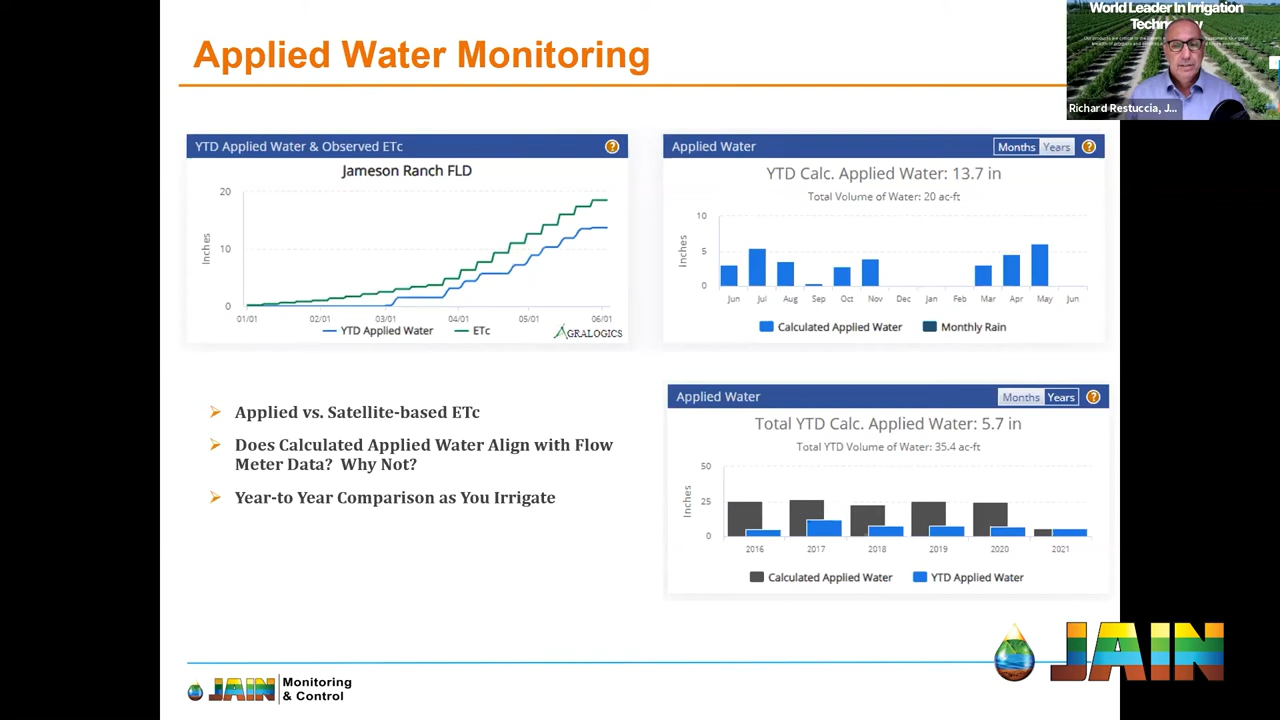 Applied Water Monitoring
World Leader In Irrigation
Technology
Richard Restuccia, J...
YTD Applied Water & Observed ETc
?
Jameson Ranch FLD
20
10
0
Inches
01/01 02/01 03/01 04/01 05/01 06/01
YTD Applied Water ETc
AGRALOGICS
Applied Water
Months Years
?
YTD Calc. Applied Water: 13.7 in
Total Volume of Water: 20 ac-ft
10
5
0
Inches
Jun Jul Aug Sep Oct Nov Dec Jan Feb Mar Apr May Jun
Calculated Applied Water Monthly Rain
Applied vs. Satellite-based ETc
Does Calculated Applied Water Align with Flow
Meter Data? Why Not?
Year-to Year Comparison as You Irrigate
Applied Water
Months Years
?
Total YTD Calc. Applied Water: 5.7 in
Total YTD Volume of Water: 35.4 ac-ft
50
25
0
Inches
2016 2017 2018 2019 2020 2021
Calculated Applied Water YTD Applied Water
JAIN
Monitoring
& Control
JAIN